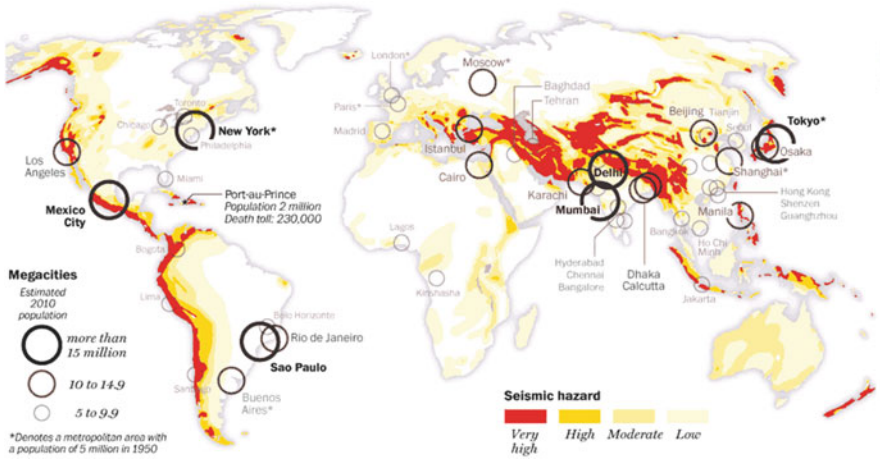 London*
Moscow*
Toronto
Chicago
New York*
Philadelphia
Paris*
Madrid
Istanbul
Baghdad
Tehran
Beijing
Tianjin
Seoul
Tokyo*
Osaka
Shanghai*
Los
Angeles
Miami
Cairo
Karachi
Delhi
Mumbai
Port-au-Prince
Population 2 million
Death toll: 230,000
Mexico
City
Hong Kong
Shenzen
Guanghzhou
Manila
Bangkok
Ho Chi
Minh
Hyderabad
Chennai
Bangalore
Dhaka
Calcutta
Lagos
Kinshasha
Jakarta
Bogota
Lima
Belo Horizonte
Rio de Janeiro
Sao Paulo
Santiago
Buenos
Aires*
Megacities
Estimated
2010
population
more than
15 million
10 to 14.9
5 to 9.9
*Denotes a metropolitan area with
a population of 5 million in 1950
Seismic hazard
Very
high
High
Moderate
Low